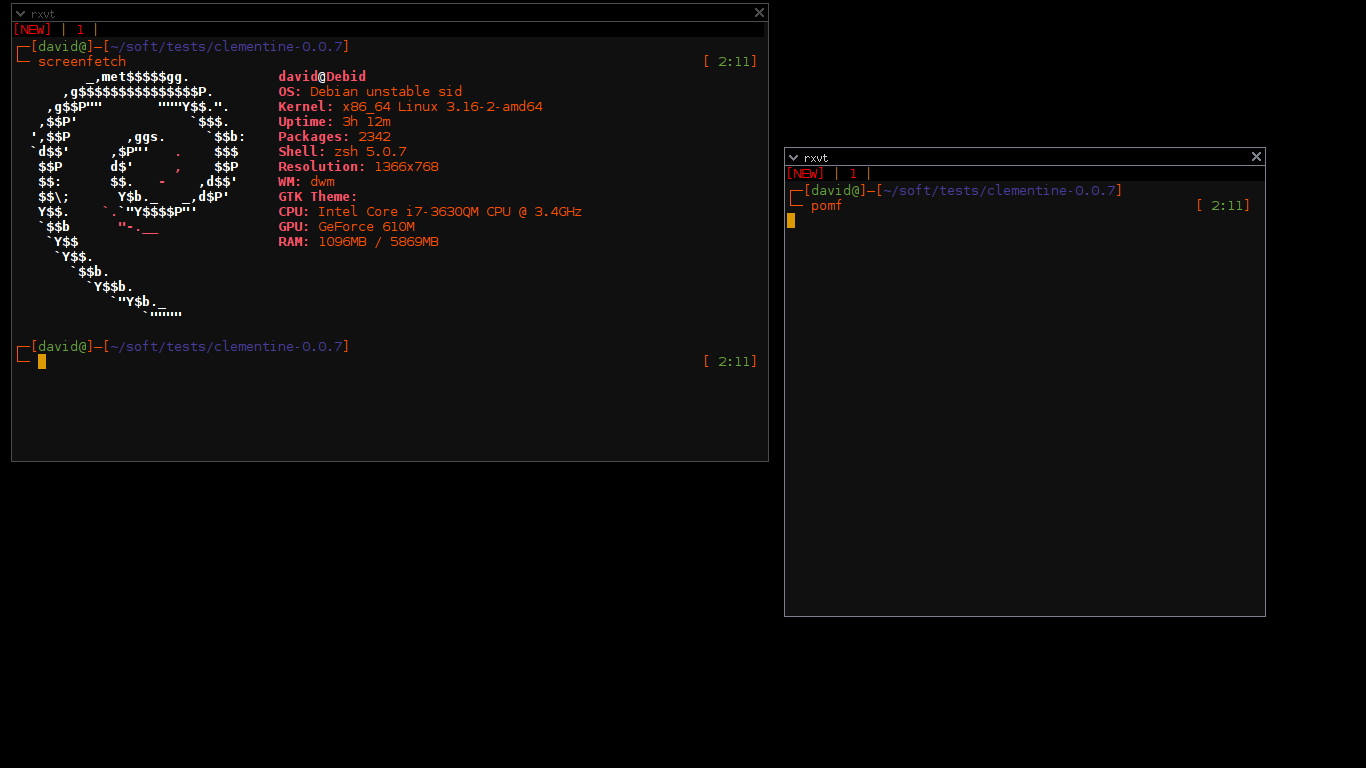 rxvt
[NEW] | 1 |
[david@]—[~/soft/tests/clementine-0.0.7]
screenfetch [ 2:11]
_,met$$$$$gg. david@Debid
,g$$$$$$$$$$$$$$$P. OS: Debian unstable sid
,g$$P"" """Y$$.". Kernel: x86_64 Linux 3.16-2-amd64
,$$P' `$$$. Uptime: 3h 12m
',$$P ,ggs. `$$b: Packages: 2342
`d$$' ,$P"' . $$$ Shell: zsh 5.0.7
$$P d$' , $$P Resolution: 1366x768
$$: $$. - ,d$$' WM: dwm
$$\; Y$b._ _,d$P' GTK Theme:
Y$$. `.`"Y$$$$P"' CPU: Intel Core i7-3630QM CPU @ 3.4GHz
`$$b "-.__ GPU: GeForce 610M
`Y$$ RAM: 1096MB / 5869MB
`Y$$.
`$$b.
`Y$$b.
`"Y$b._
`""""
[david@]—[~/soft/tests/clementine-0.0.7]
[ 2:11]
rxvt
[NEW] | 1 |
[david@]—[~/soft/tests/clementine-0.0.7]
pomf [ 2:11]